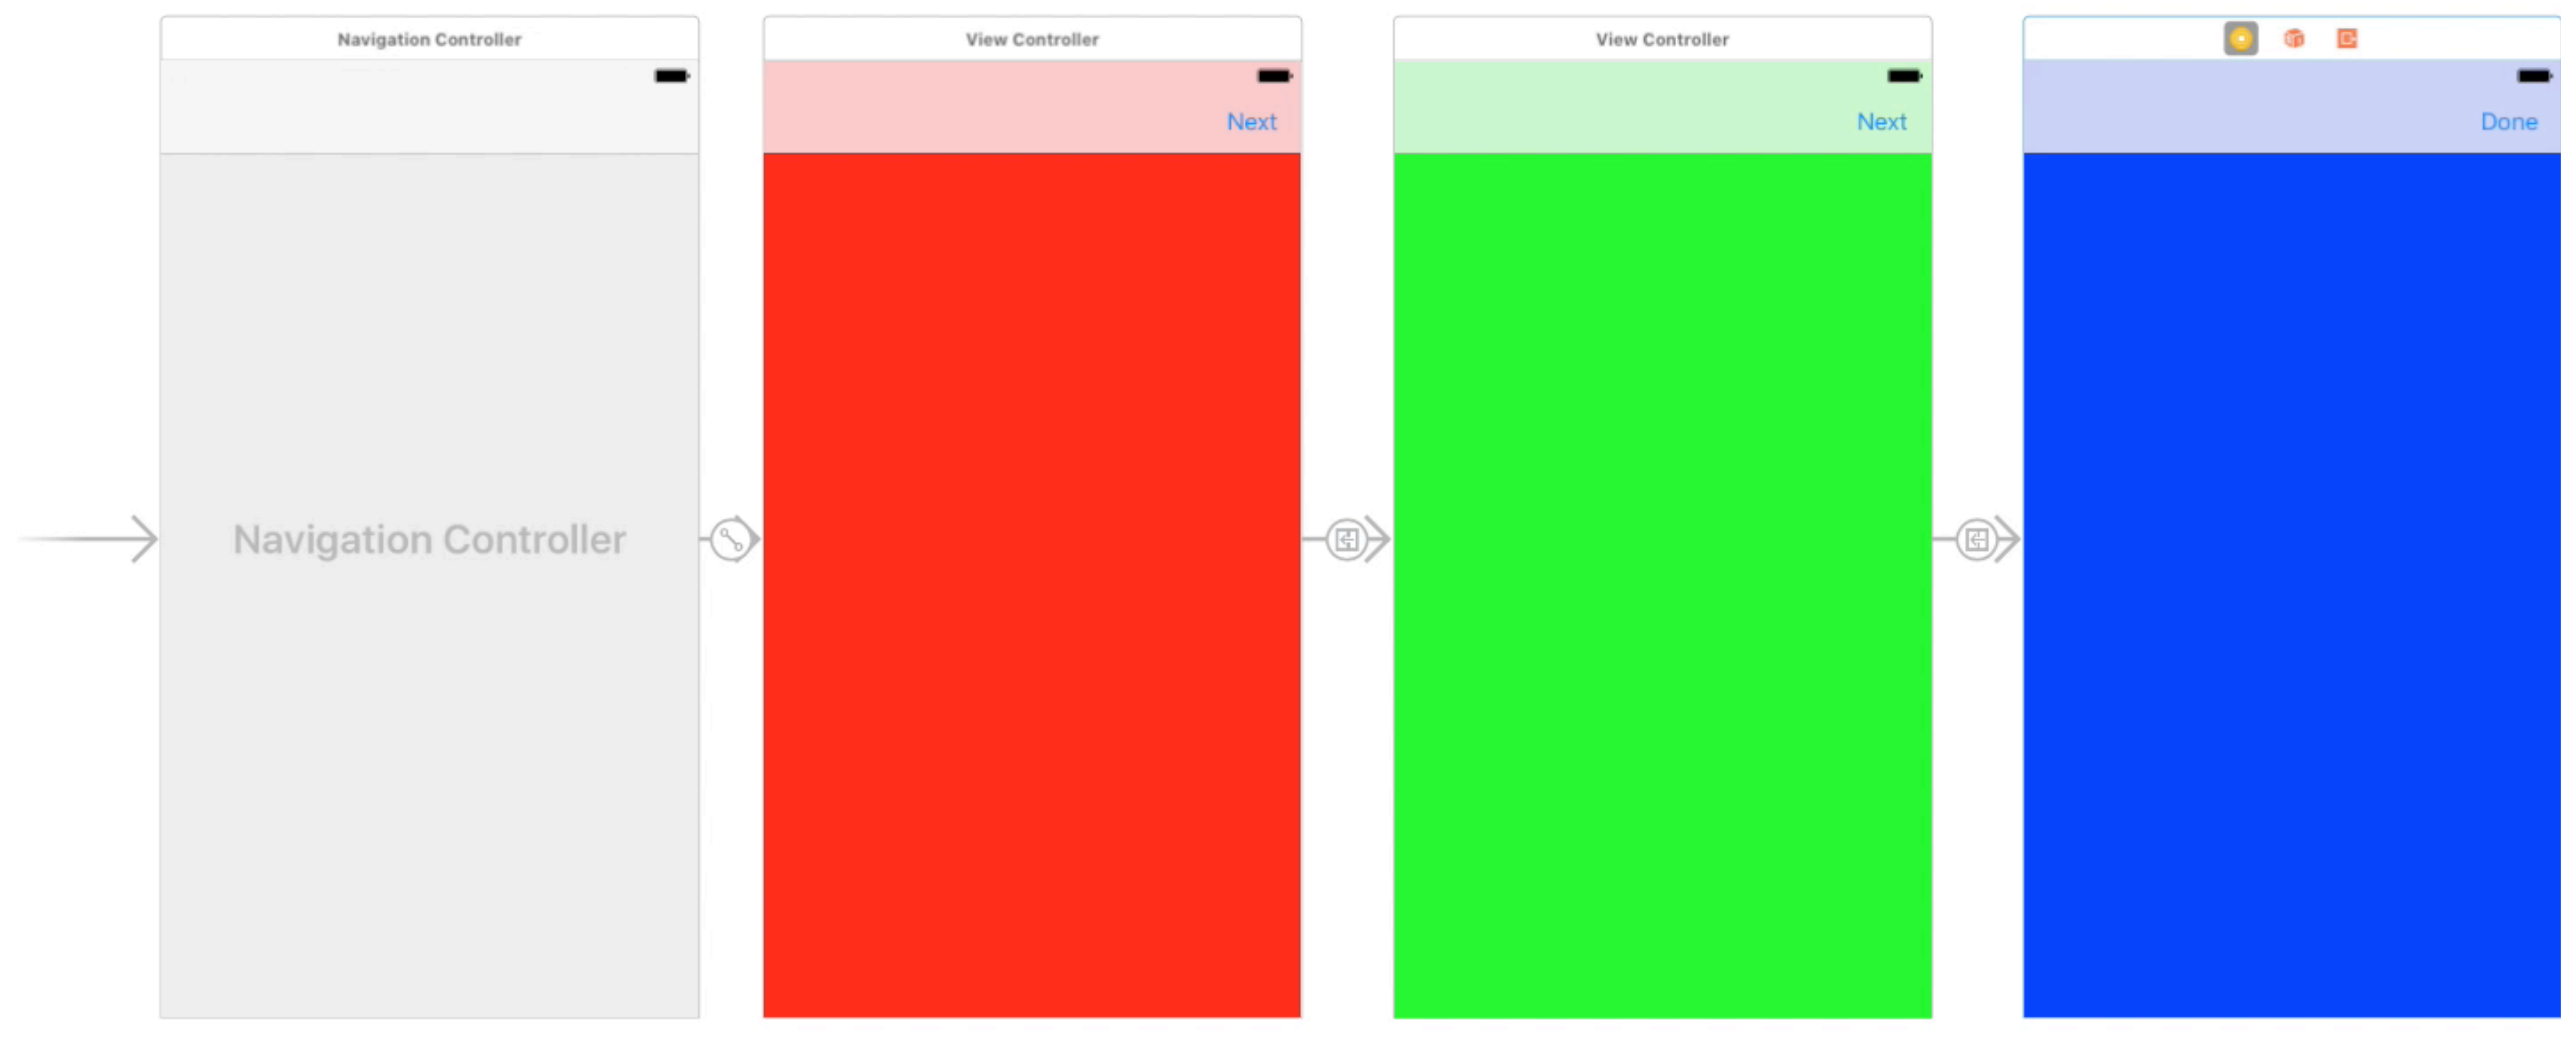 Navigation Controller
View Controller
View Controller
Next
Next
Done
Navigation Controller